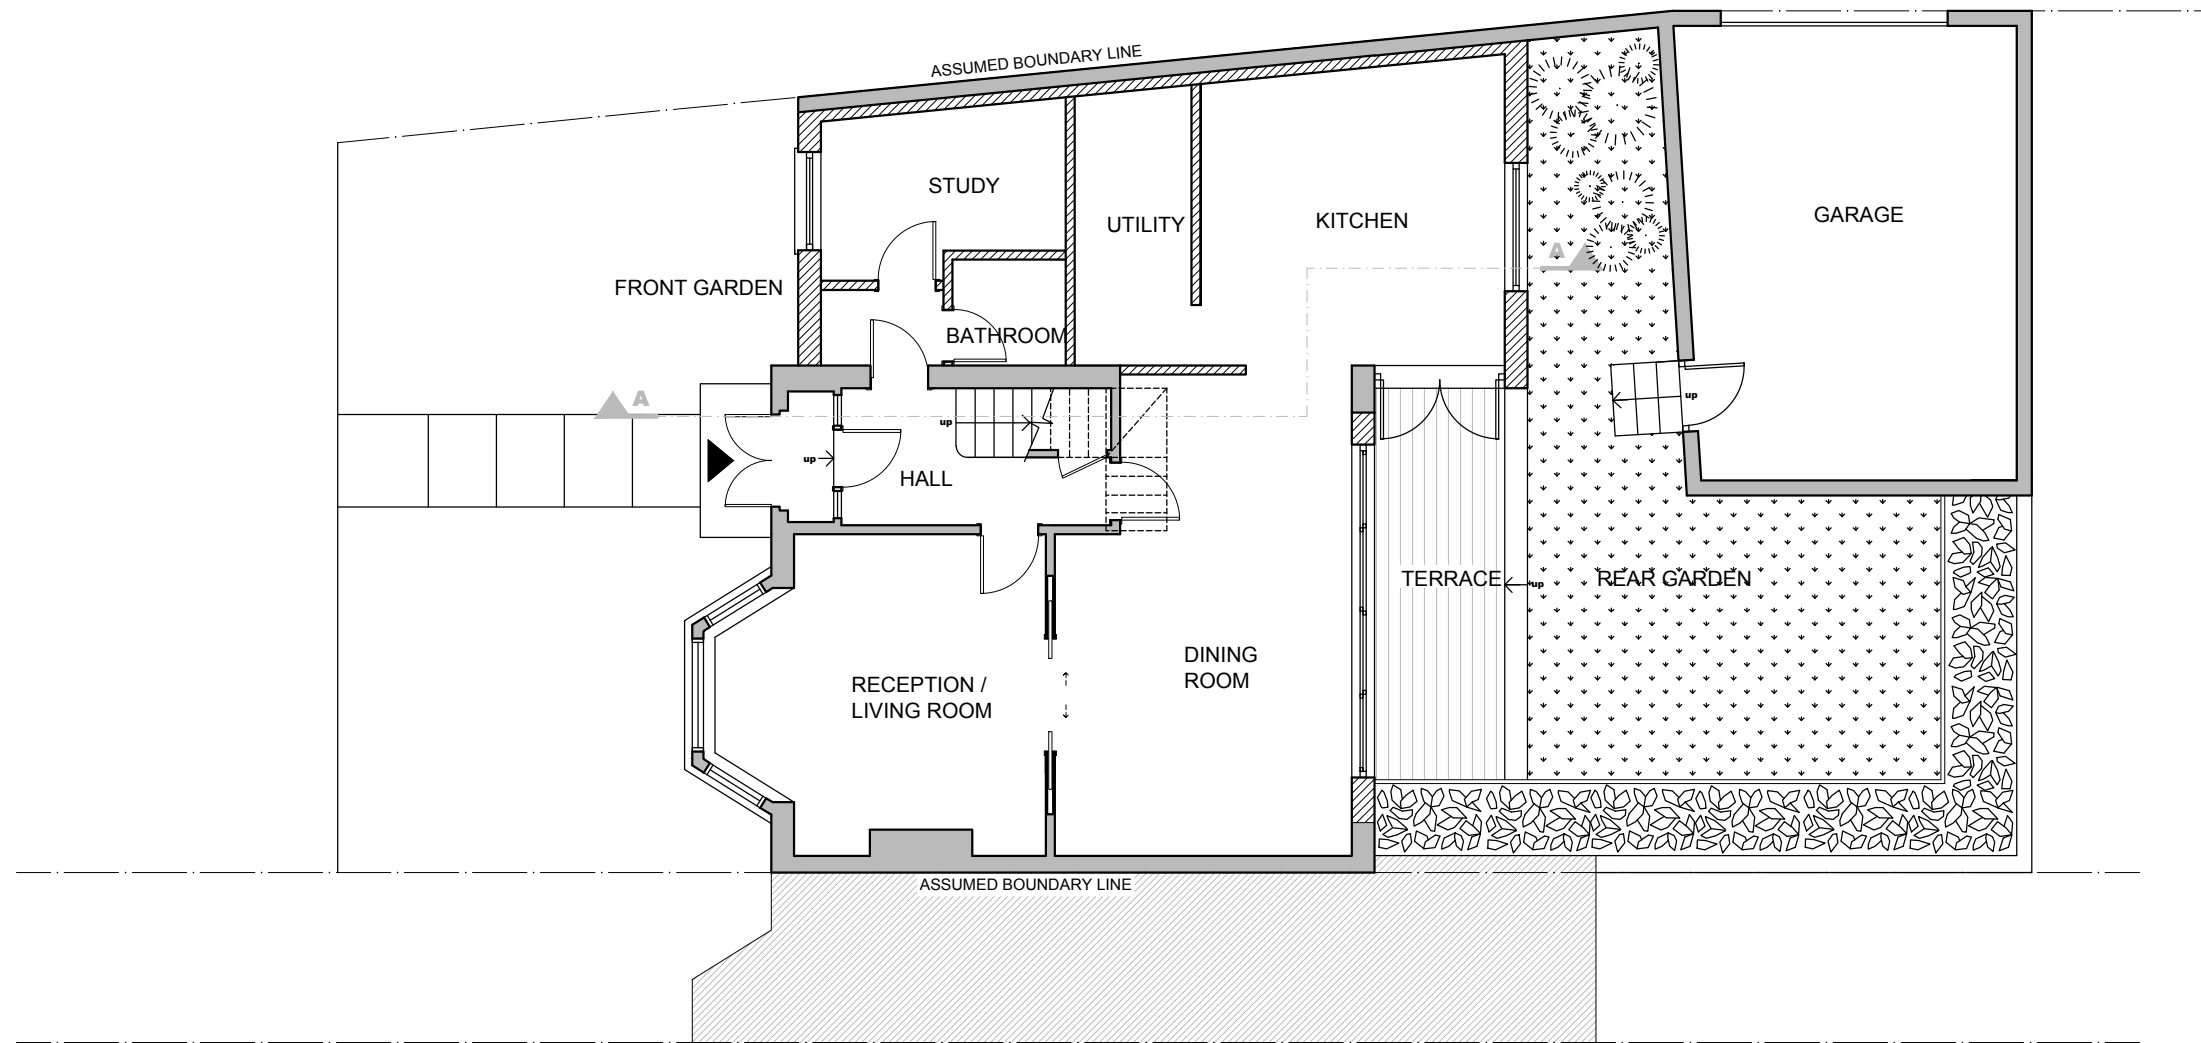 ASSUMED BOUNDARY LINE
STUDY
UTILITY
KITCHEN
GARAGE
A
FRONT GARDEN
BATHROOM
A
up
up
up
HALL
TERRACE
up
REAR GARDEN
DINING
ROOM
RECEPTION /
LIVING ROOM
ASSUMED BOUNDARY LINE